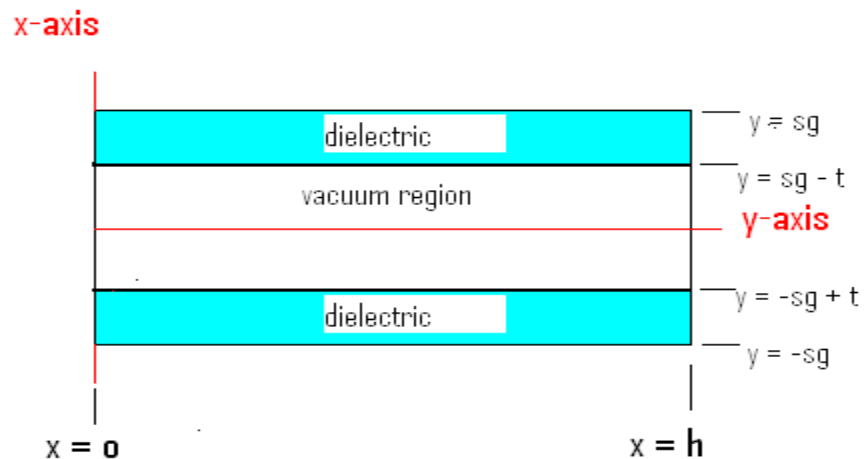 x-axis
y = sg
dielectric
y = sg - t
vacuum region
y-axis
y = -sg + t
dielectric
y = -sg
x = o
x = h